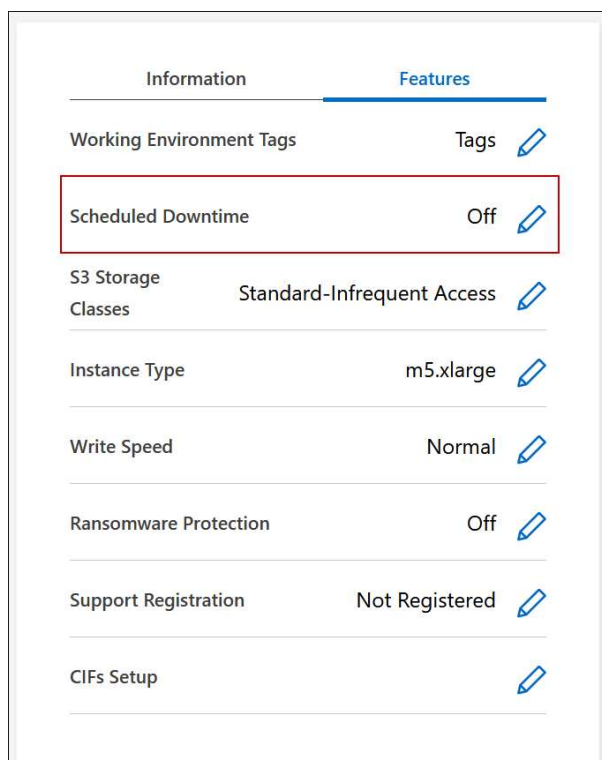 Information Features
Working Environment Tags Tags
Scheduled Downtime Off
S3 Storage
Classes Standard-Infrequent Access
Instance Type m5.xlarge
Write Speed Normal
Ransomware Protection Off
Support Registration Not Registered
CIFs Setup